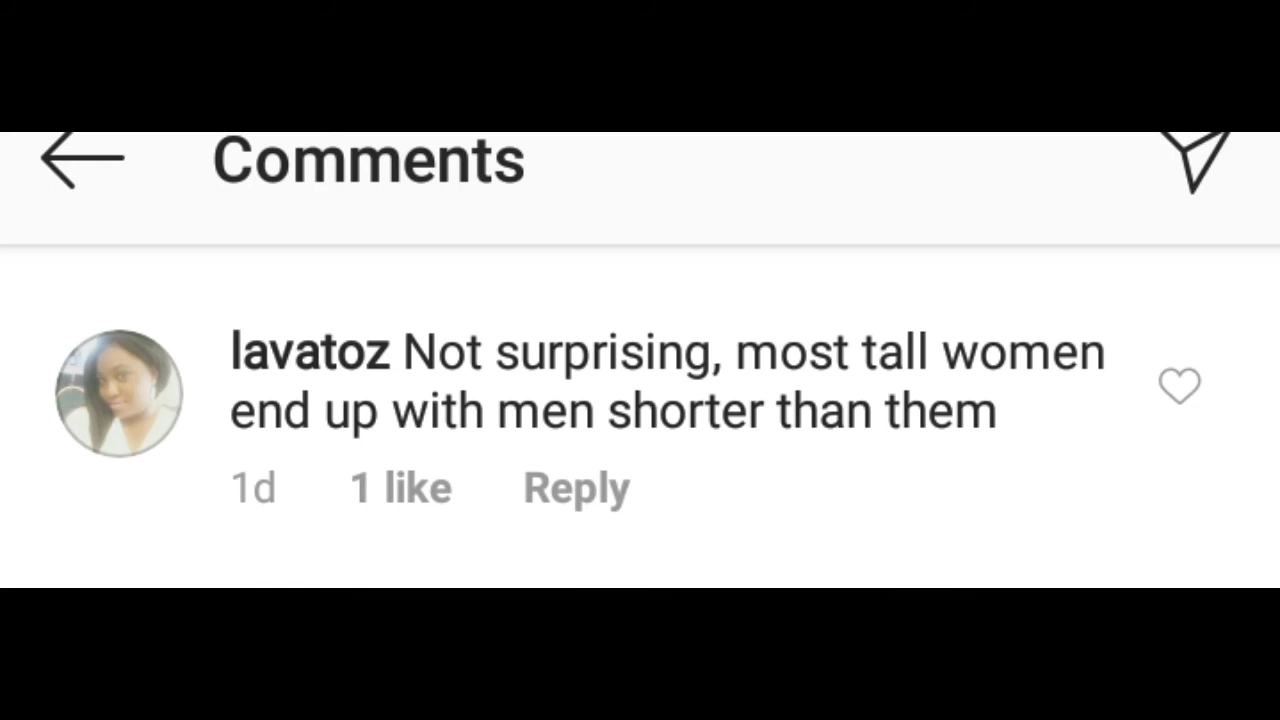 Comments
lavatoz Not surprising, most tall women
end up with men shorter than them
1d 1 like Reply